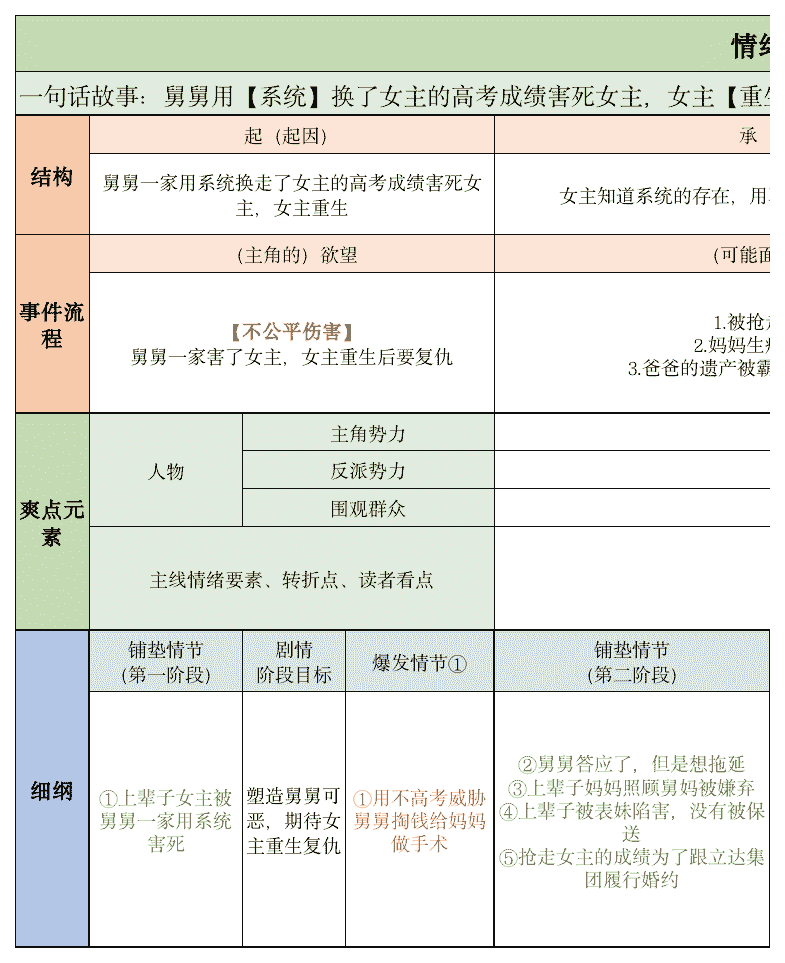 情
一句话故事：舅舅用【系统】换了女主的高考成绩害死女主，女主【重
结构
起（起因）
承
舅舅一家用系统换走了女主的高考成绩害死女
主，女主重生
女主知道系统的存在，用
事件流
程
（主角的）欲望
（可能
【不公平伤害】
舅舅一家害了女主，女主重生后要复仇
1.被抢
2.妈妈生
3.爸爸的遗产被霸
爽点元
素
人物
主角势力
反派势力
围观群众
主线情绪要素、转折点、读者看点
细纲
铺垫情节
（第一阶段）
剧情
阶段目标
爆发情节①
铺垫情节
（第二阶段）
①上辈子女主被
舅舅一家用系统
害死
塑造舅舅可
恶，期待女
主重生复仇
①用不高考威胁
舅舅掏钱给妈妈
做手术
②舅舅答应了，但是想拖延
③上辈子妈妈照顾舅妈被嫌弃
④上辈子被表妹陷害，没有被保
送
⑤抢走女主的成绩为了跟立达集
团履行婚约